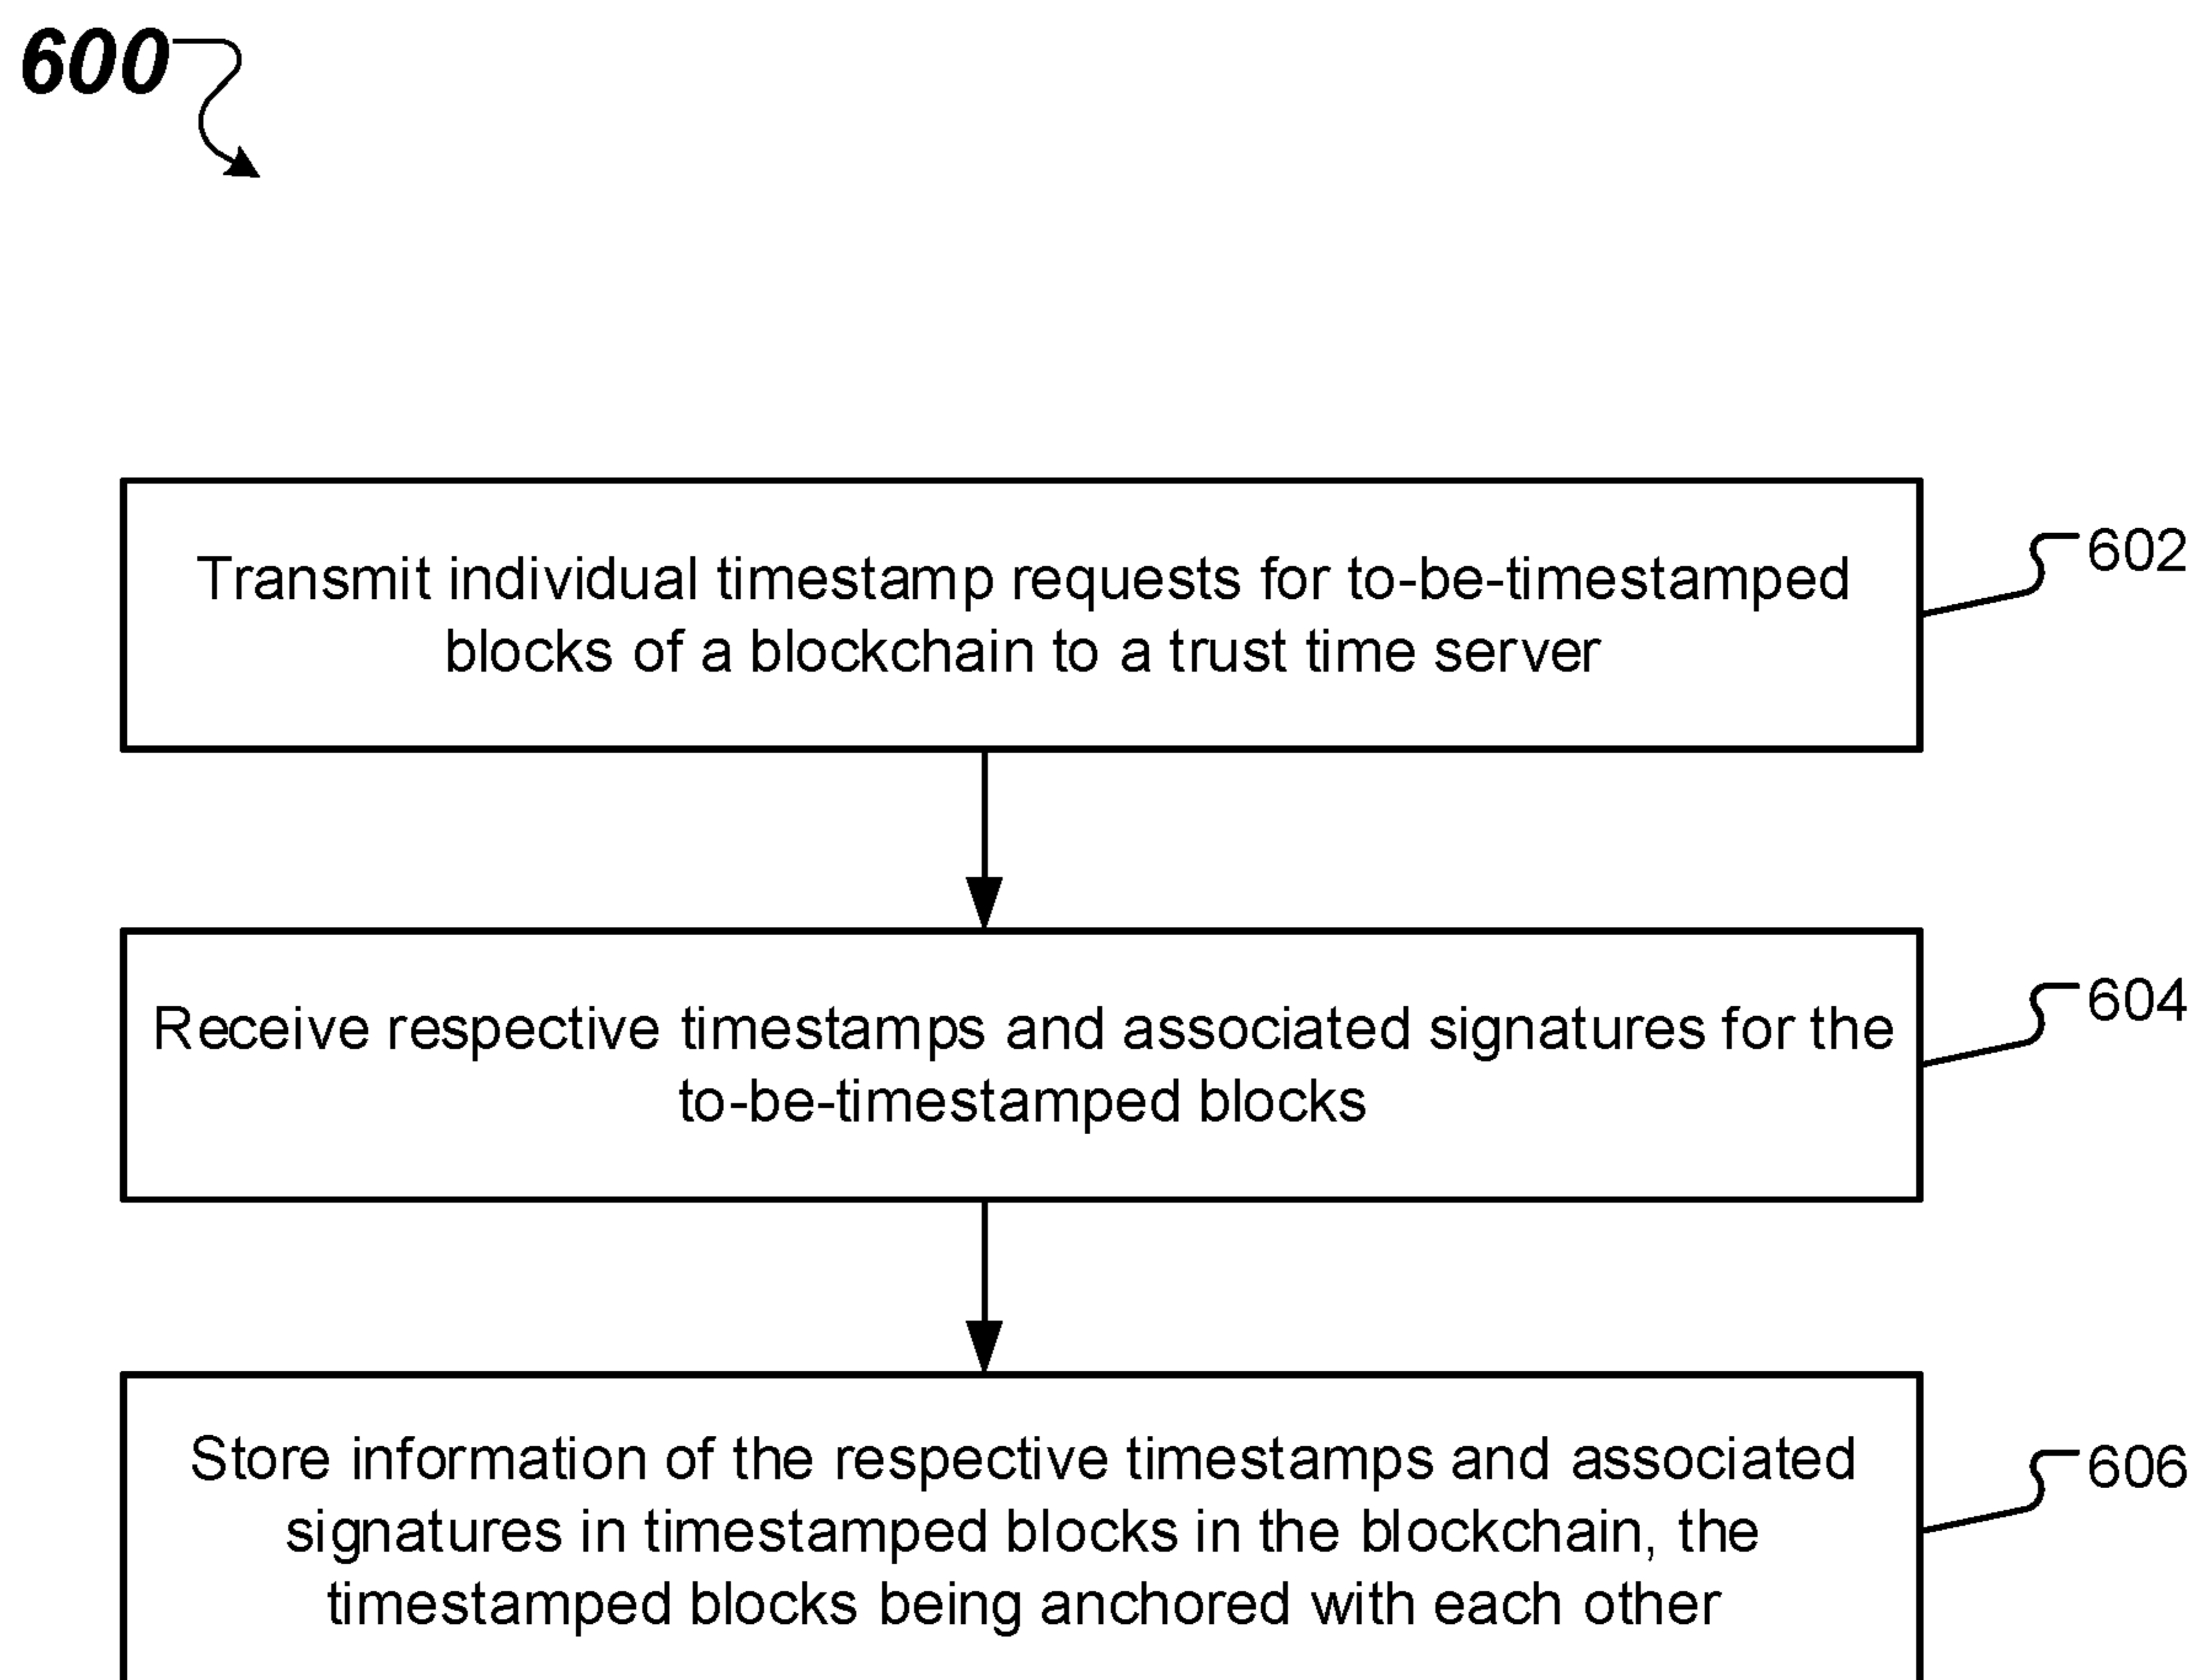 600
Transmit individual timestamp requests for to-be-timestamped
blocks of a blockchain to a trust time server
602
Receive respective timestamps and associated signatures for the
to-be-timestamped blocks
604
Store information of the respective timestamps and associated
signatures in timestamped blocks in the blockchain, the
timestamped blocks being anchored with each other
606